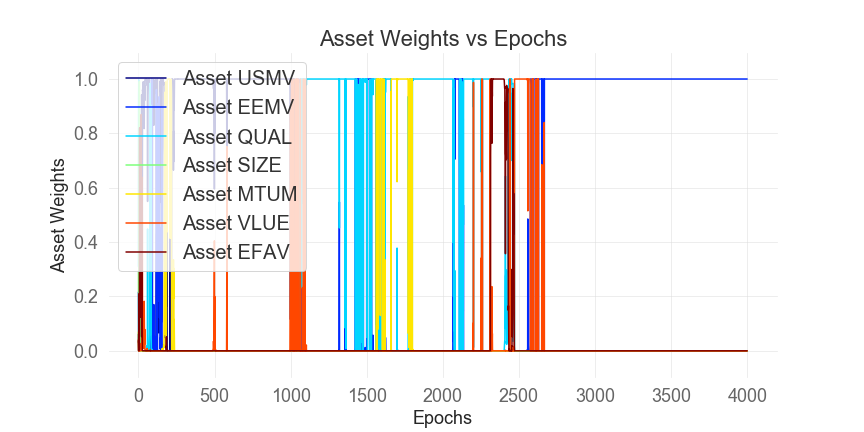 Asset Weights vs Epochs
Asset Weights
1.0
0.8
0.6
0.4
0.2
0.0
Asset USMV
Asset EEMV
Asset QUAL
Asset SIZE
Asset MTUM
Asset VLUE
Asset EFAV
0 500 1000 1500 2000 2500 3000 3500 4000
Epochs